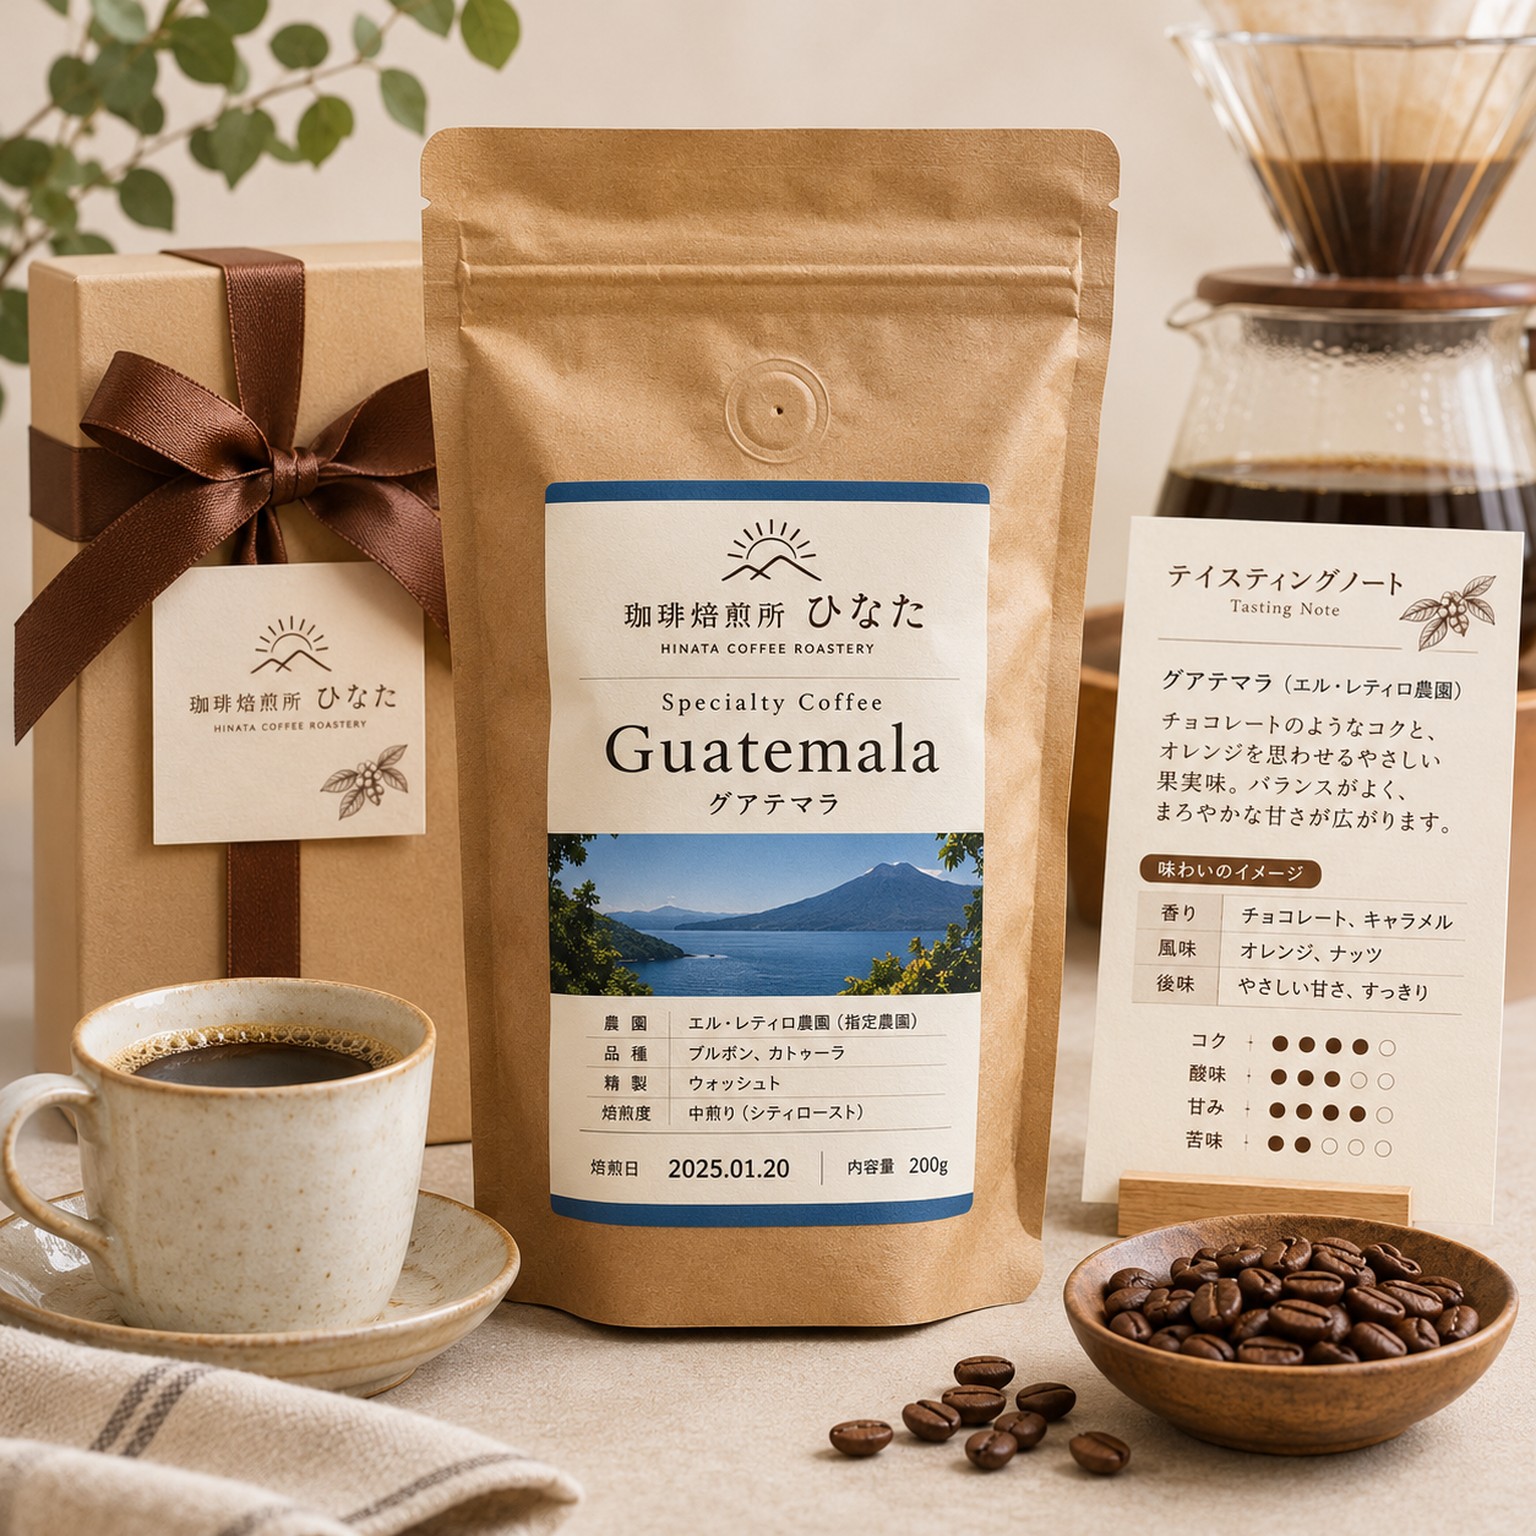 珈琲焙煎所 ひなた
HINATA COFFEE ROASTERY
珈琲焙煎所 ひなた
HINATA COFFEE ROASTERY
Specialty Coffee
Guatemala
グアテマラ
農園 エル・レティロ農園（指定農園）
品種 ブルボン、カトゥーラ
精製 ウォッシュト
焙煎度 中煎り（シティロースト）
焙煎日 2025.01.20 内容量 200g
テイスティングノート
Tasting Note
グアテマラ（エル・レティロ農園）
チョコレートのようなコクと、
オレンジを思わせるやさしい
果実味。バランスがよく、
まろやかな甘さが広がります。
味わいのイメージ
香り チョコレート、キャラメル
風味 オレンジ、ナッツ
後味 やさしい甘さ、すっきり
コク
酸味
甘み
苦味